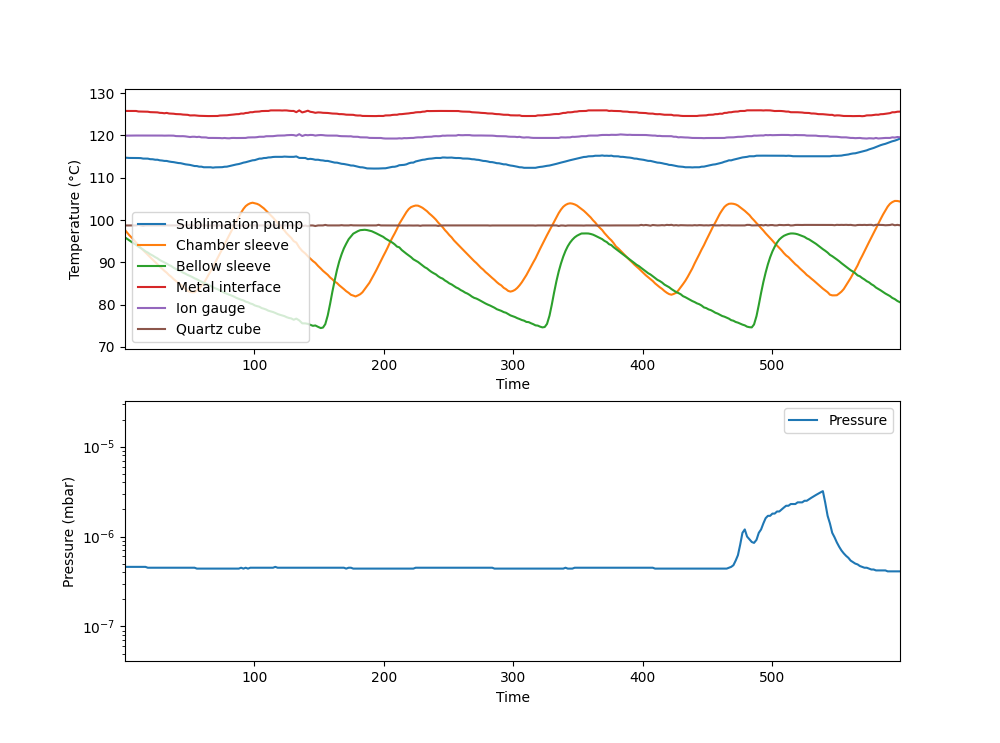 130
120
110
100
90
80
70
Temperature (°C)
Sublimation pump
Chamber sleeve
Bellow sleeve
Metal interface
Ion gauge
Quartz cube
100 200 300 400 500
Time
10⁻⁵
10⁻⁶
10⁻⁷
Pressure (mbar)
Pressure
100 200 300 400 500
Time